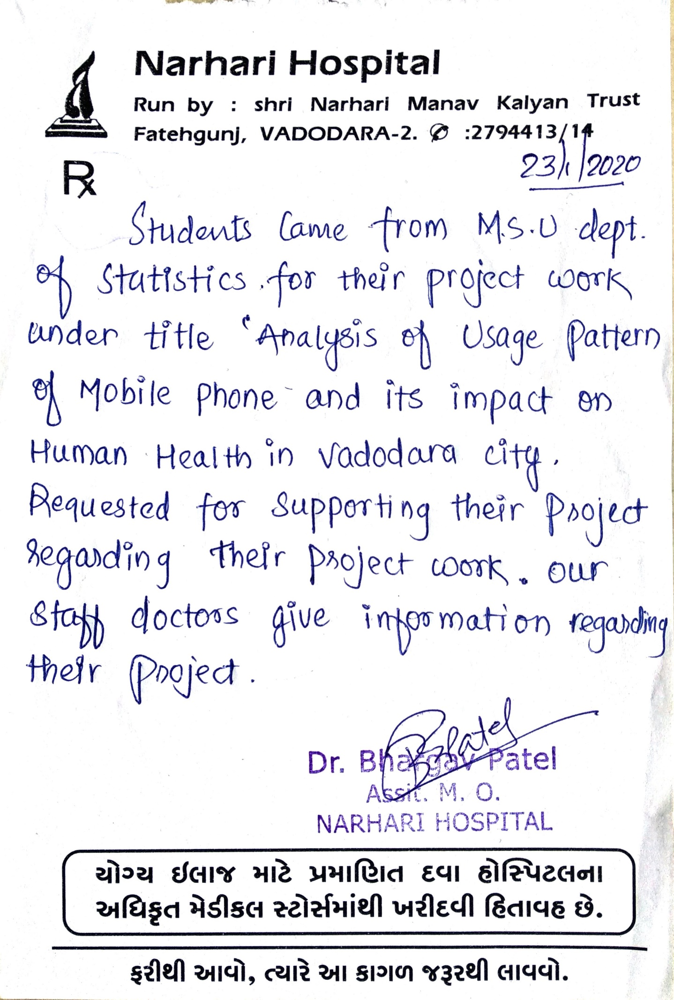 Narhari Hospital
Run by : shri Narhari Manav Kalyan Trust
Fatehgunj, VADODARA-2. ✆ :2794413/14
23/1/2020
Rx
Students Came from M.S.U dept.
of Statistics for their project work
under title 'Analysis of Usage Pattern
of Mobile phone and its impact on
Human Health in Vadodara city.
Requested for supporting their Project
regarding their project work. our
staff doctors give information regarding
their project.
BPatel
Dr. Bhargav Patel
Assit. M. O.
NARHARI HOSPITAL
યોગ્ય ઈલાજ માટે પ્રમાણિત દવા હોસ્પિટલના
અધિકૃત મેડીકલ સ્ટોર્સમાંથી ખરીદવી હિતાવહ છે.
ફરીથી આવો, ત્યારે આ કાગળ જરૂરથી લાવવો.